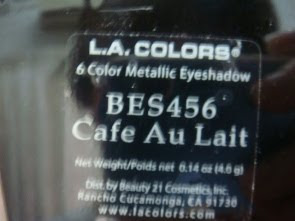 L.A. COLORS
6 Color Metallic Eyeshadow
BES456
Cafe Au Lait
Net Weight/Poids net 0.14 oz (4.0 g)
Dist. by Beauty 21 Cosmetics, Inc.
Rancho Cucamonga, CA 91730
www.lacolors.com